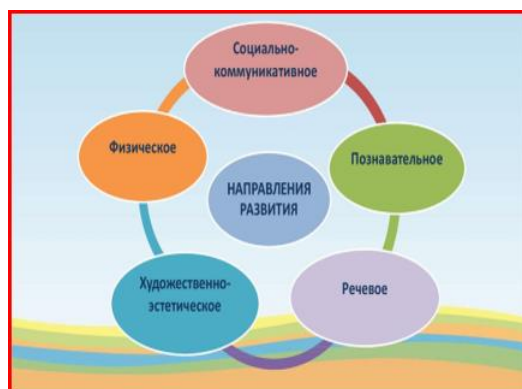 Социально-
коммуникативное
Физическое
Познавательное
НАПРАВЛЕНИЯ
РАЗВИТИЯ
Художественно-
эстетическое
Речевое